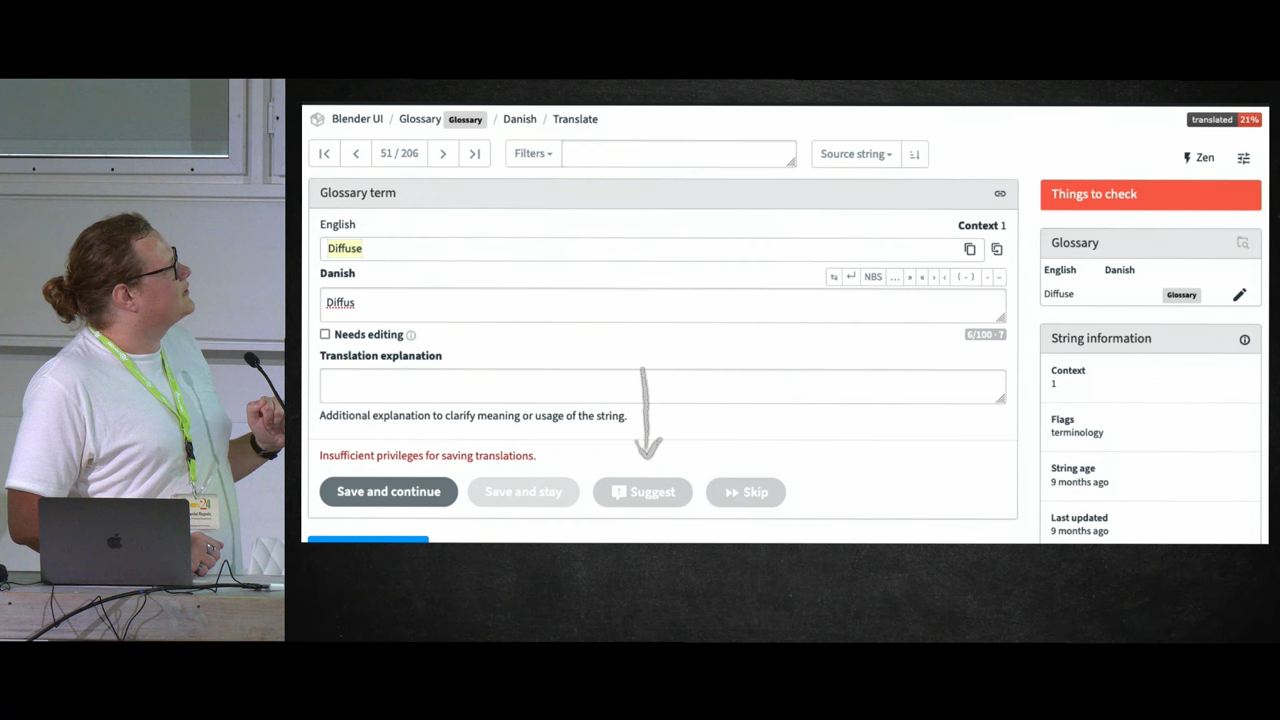 Blender UI / Glossary Glossary / Danish / Translate
translated 21%
51 / 206
Filters
Source string
Zen
Glossary term
English
Context 1
Diffuse
Danish
NBS … » « › ‹ ( - ) - –
Diffus
Needs editing
6/100 · 7
Translation explanation
Additional explanation to clarify meaning or usage of the string.
Insufficient privileges for saving translations.
Save and continue
Save and stay
Suggest
Skip
Things to check
Glossary
English Danish
Diffuse Glossary
String information
Context
1
Flags
terminology
String age
9 months ago
Last updated
9 months ago